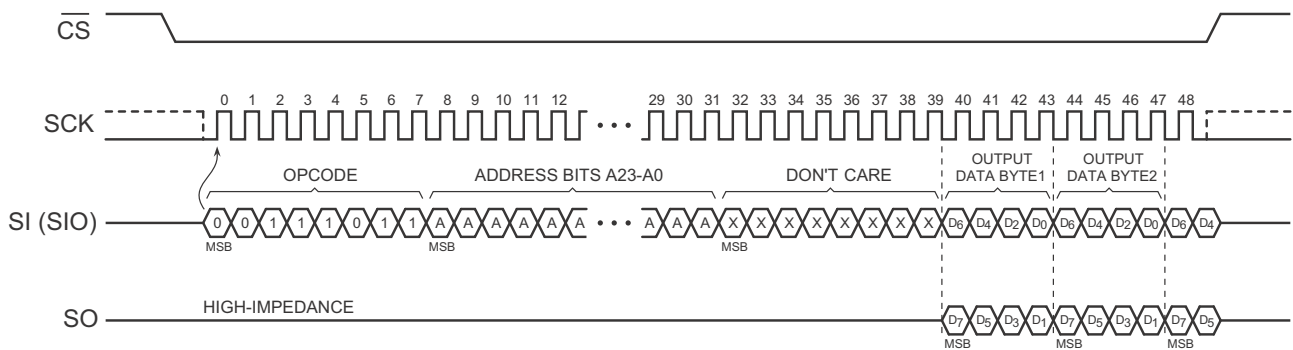 CS
0 1 2 3 4 5 6 7 8 9 10 11 12 29 30 31 32 33 34 35 36 37 38 39 40 41 42 43 44 45 46 47 48
SCK • • •
OPCODE ADDRESS BITS A23-A0 DON'T CARE OUTPUT DATA BYTE1 OUTPUT DATA BYTE2
SI (SIO) 0 0 1 1 1 0 1 1 A A A A A A • • • A A A X X X X X X X X D6 D4 D2 D0 D6 D4 D2 D0 D6 D4
MSB MSB MSB
HIGH-IMPEDANCE
SO D7 D5 D3 D1 D7 D5 D3 D1 D7 D5
MSB MSB MSB